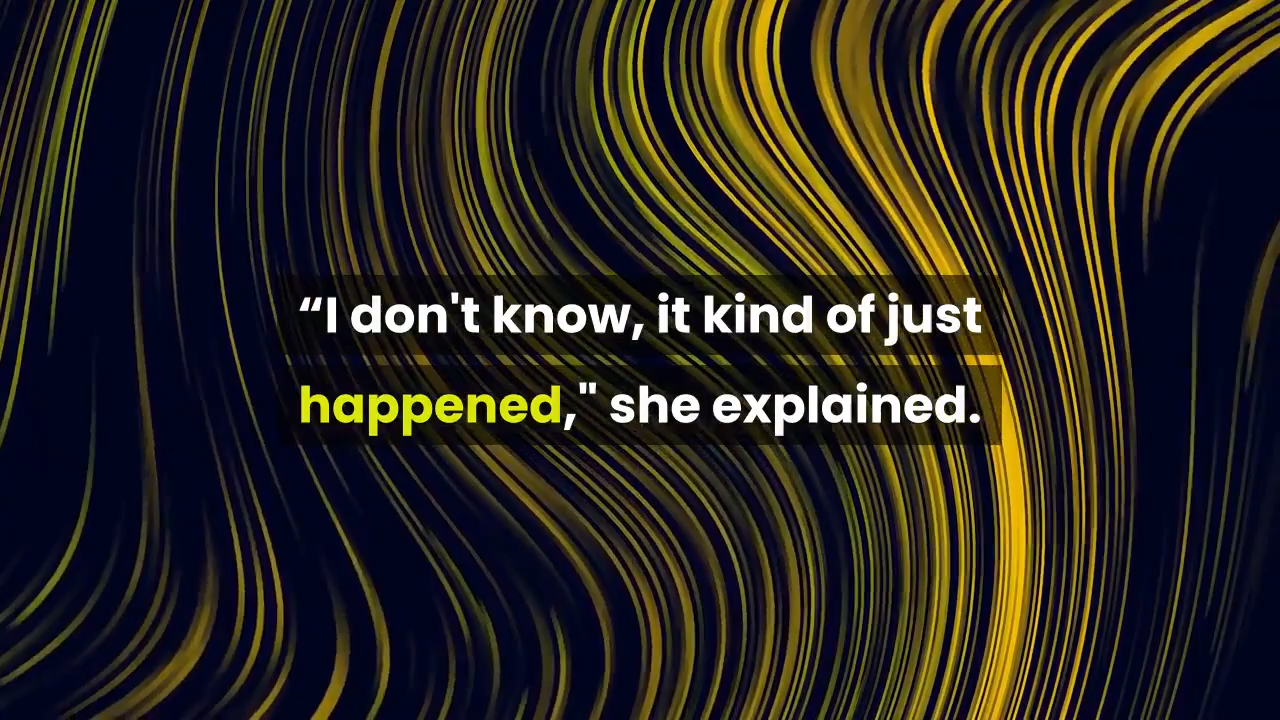 “I don't know, it kind of just
happened," she explained.